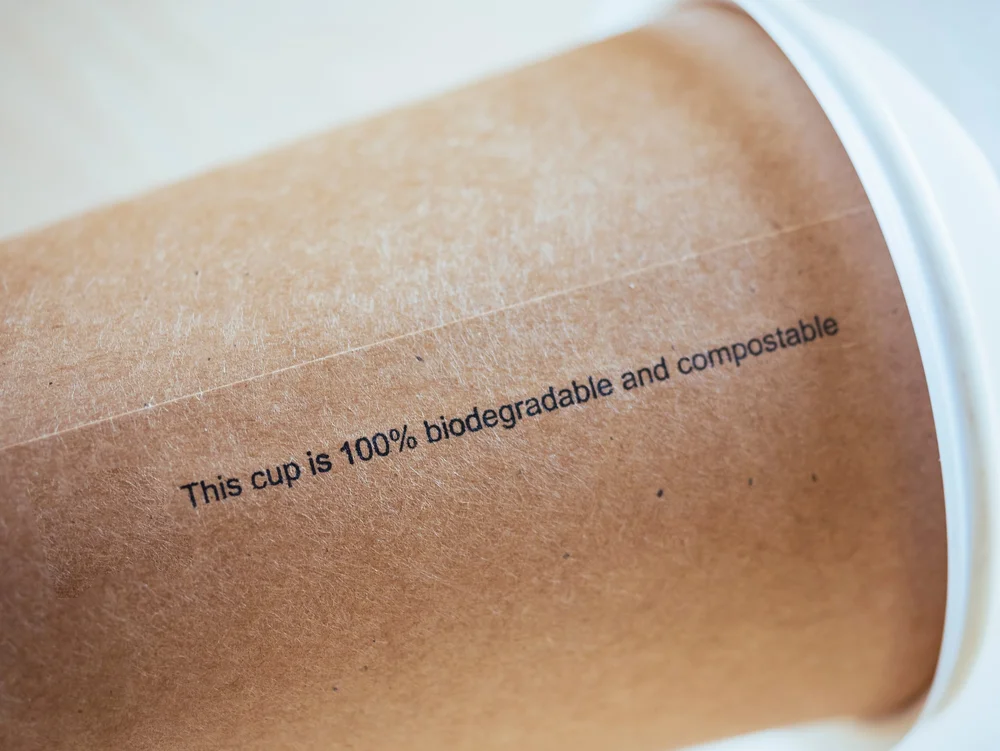 This cup is 100% biodegradable and compostable